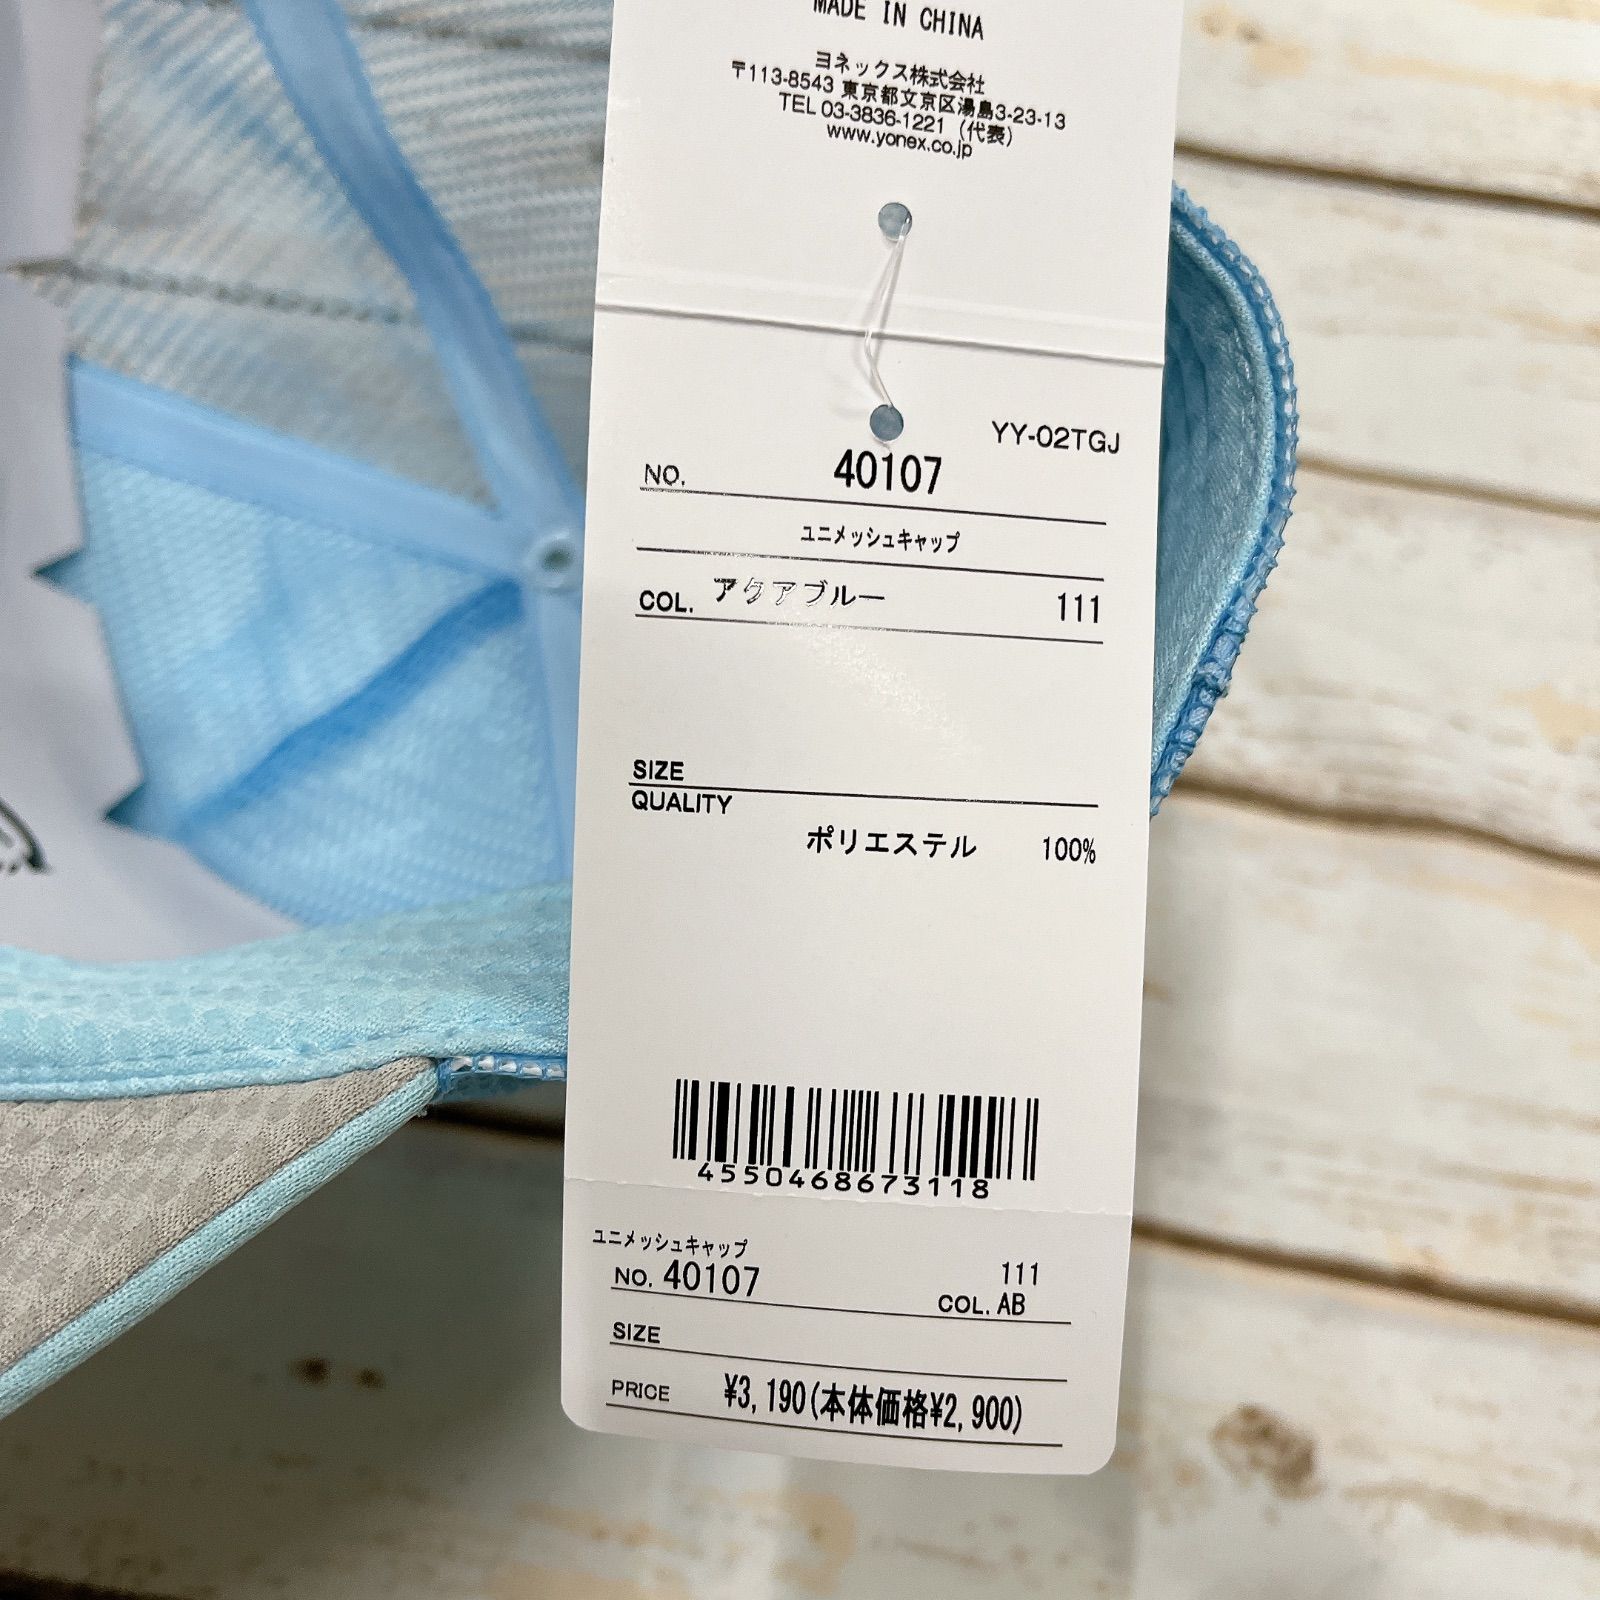 MADE IN CHINA
ヨネックス株式会社
〒113-8543 東京都文京区湯島3-23-13
TEL 03-3836-1221（代表）
www.yonex.co.jp
YY-02TGJ
NO. 40107
ユニメッシュキャップ
COL. アクアブルー 111
SIZE
QUALITY
ポリエステル 100%
4550468673118
ユニメッシュキャップ
NO. 40107 111
COL. AB
SIZE
PRICE ¥3,190(本体価格¥2,900)